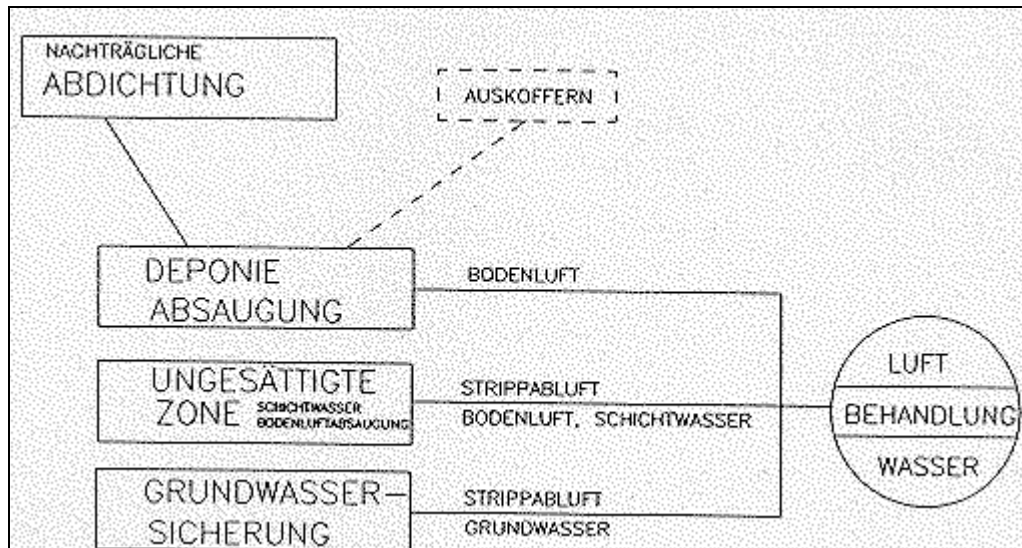 NACHTRÄGLICHE
ABDICHTUNG
AUSKOFFERN
DEPONIE
ABSAUGUNG
BODENLUFT
UNGESÄTTIGTE
ZONE SCHICHTWASSER
BODENLUFTABSAUGUNG
STRIPPABLUFT
BODENLUFT, SCHICHTWASSER
GRUNDWASSER-
SICHERUNG
STRIPPABLUFT
GRUNDWASSER
LUFT
BEHANDLUNG
WASSER